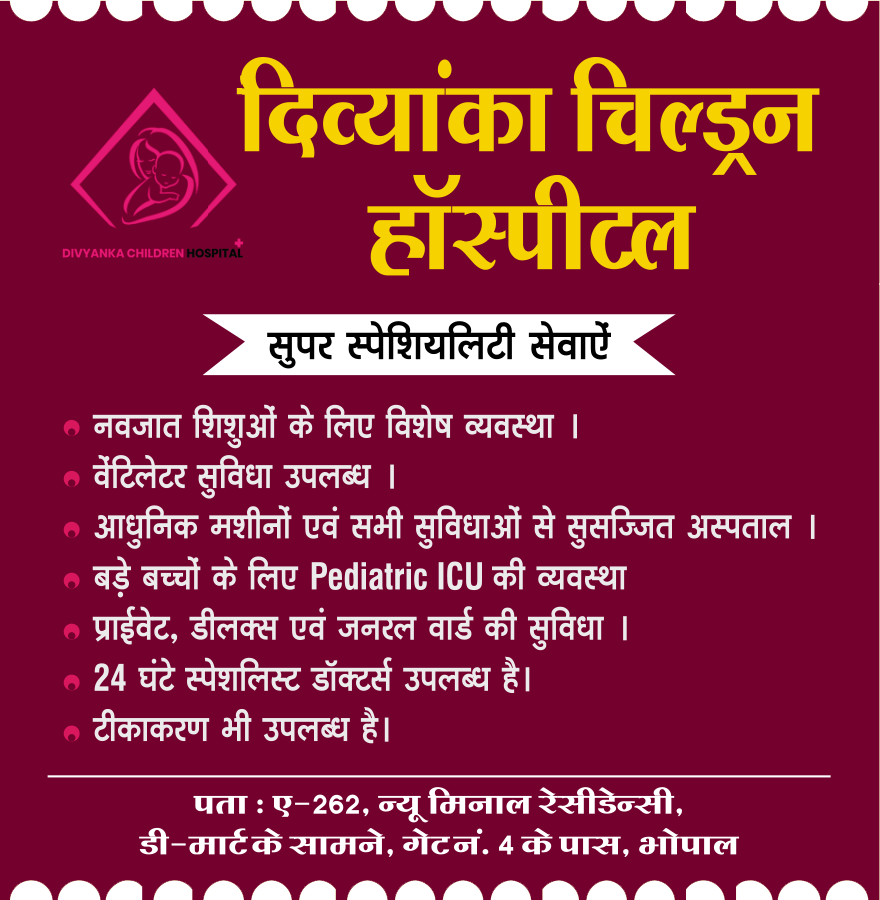 दिव्यांका चिल्ड्रन
हॉस्पीटल
DIVYANKA CHILDREN HOSPITAL
सुपर स्पेशियलिटी सेवाऐं
नवजात शिशुओं के लिए विशेष व्यवस्था ।
वेंटिलेटर सुविधा उपलब्ध ।
आधुनिक मशीनों एवं सभी सुविधाओं से सुसज्जित अस्पताल ।
बड़े बच्चों के लिए Pediatric ICU की व्यवस्था
प्राईवेट, डीलक्स एवं जनरल वार्ड की सुविधा ।
24 घंटे स्पेशलिस्ट डॉक्टर्स उपलब्ध है।
टीकाकरण भी उपलब्ध है।
पता : ए-262, न्यू मिनाल रेसीडेन्सी,
डी-मार्ट के सामने, गेट नं. 4 के पास, भोपाल